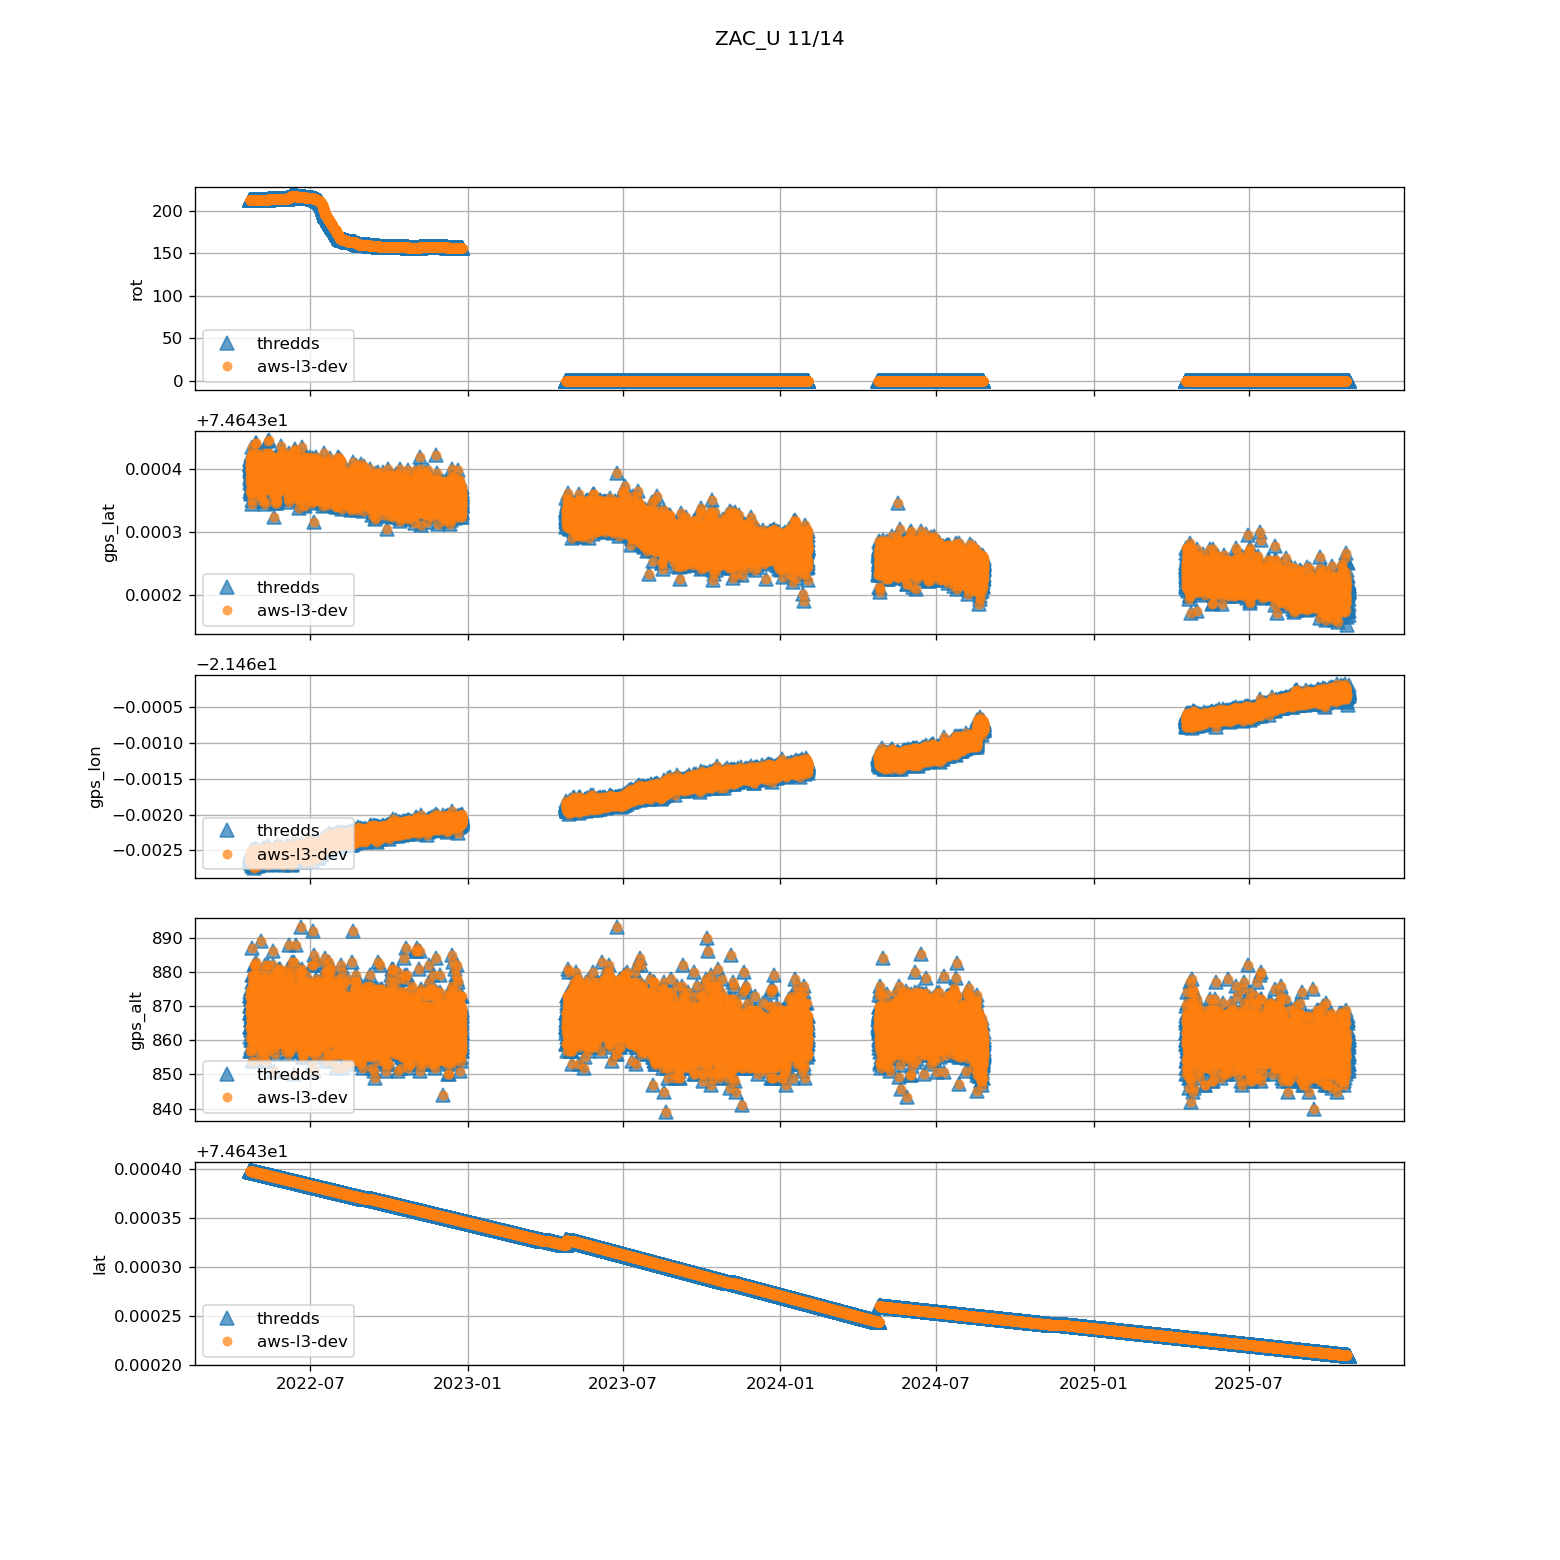 ZAC_U 11/14
200
150
100
50
0
rot
thredds
aws-l3-dev
+7.4643e1
0.0004
0.0003
0.0002
gps_lat
thredds
aws-l3-dev
−2.146e1
−0.0005
−0.0010
−0.0015
−0.0020
−0.0025
gps_lon
thredds
aws-l3-dev
890
880
870
860
850
840
gps_alt
thredds
aws-l3-dev
+7.4643e1
0.00040
0.00035
0.00030
0.00025
0.00020
lat
thredds
aws-l3-dev
2022-07 2023-01 2023-07 2024-01 2024-07 2025-01 2025-07